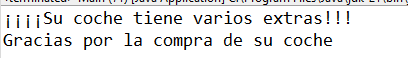 ¡¡¡¡Su coche tiene varios extras!!!
Gracias por la compra de su coche